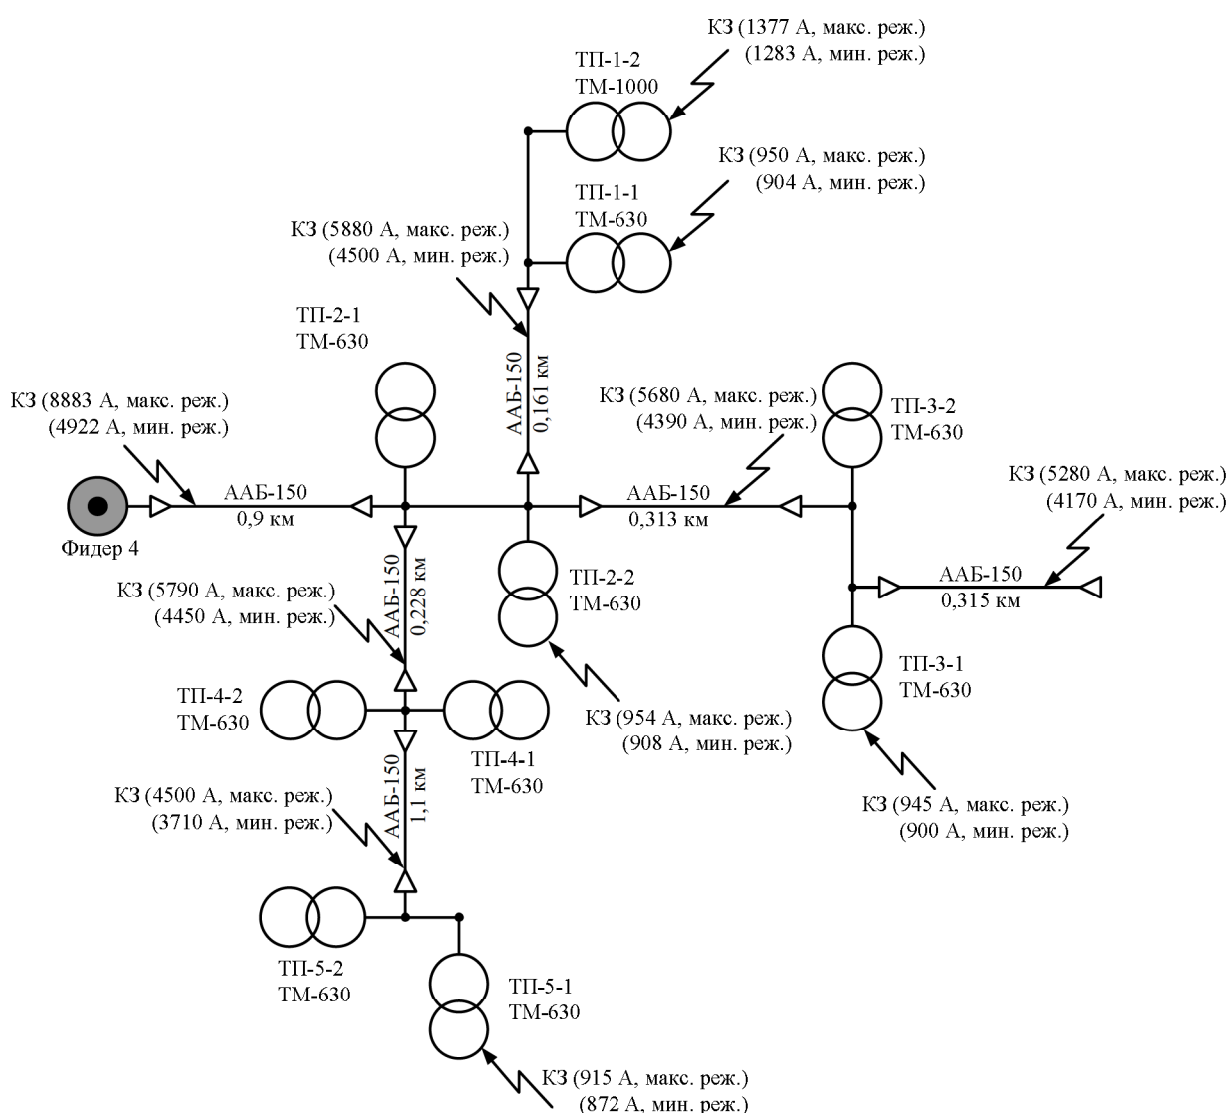 КЗ (1377 А, макс. реж.)
(1283 А, мин. реж.)
ТП-1-2
ТМ-1000
КЗ (950 А, макс. реж.)
(904 А, мин. реж.)
ТП-1-1
ТМ-630
КЗ (5880 А, макс. реж.)
(4500 А, мин. реж.)
ТП-2-1
ТМ-630
ААБ-150
0,161 км
КЗ (8883 А, макс. реж.)
(4922 А, мин. реж.)
КЗ (5680 А, макс. реж.)
(4390 А, мин. реж.)
ТП-3-2
ТМ-630
Фидер 4
ААБ-150
0,9 км
ААБ-150
0,313 км
КЗ (5280 А, макс. реж.)
(4170 А, мин. реж.)
ААБ-150
0,315 км
КЗ (5790 А, макс. реж.)
(4450 А, мин. реж.)
ААБ-150
0,228 км
ТП-2-2
ТМ-630
ТП-3-1
ТМ-630
ТП-4-2
ТМ-630
ТП-4-1
ТМ-630
КЗ (954 А, макс. реж.)
(908 А, мин. реж.)
КЗ (945 А, макс. реж.)
(900 А, мин. реж.)
КЗ (4500 А, макс. реж.)
(3710 А, мин. реж.)
ААБ-150
1,1 км
ТП-5-2
ТМ-630
ТП-5-1
ТМ-630
КЗ (915 А, макс. реж.)
(872 А, мин. реж.)